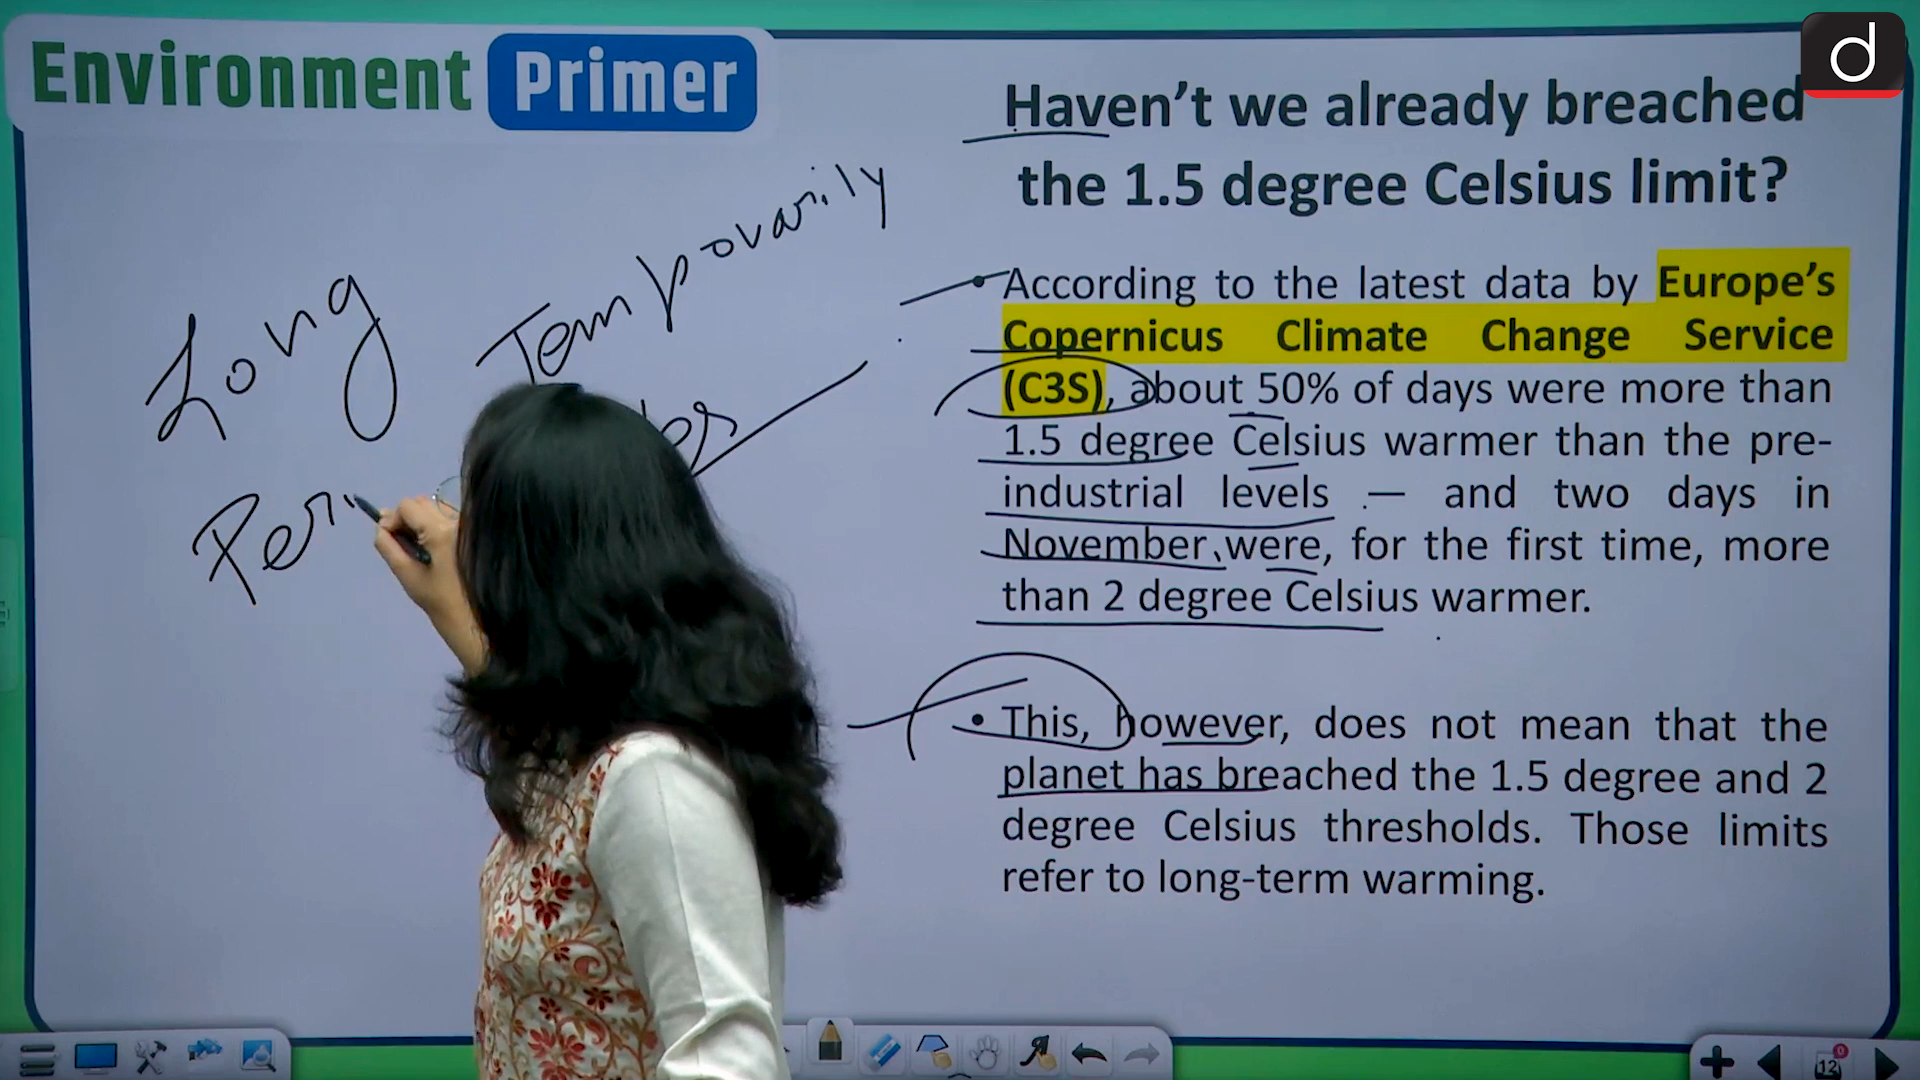 Environment Primer
d
Haven't we already breached
the 1.5 degree Celsius limit?
Temporarily
Long
Per
• According to the latest data by Europe's
Copernicus Climate Change Service
(C3S), about 50% of days were more than
1.5 degree Celsius warmer than the pre-
industrial levels — and two days in
November were, for the first time, more
than 2 degree Celsius warmer.
• This, however, does not mean that the
planet has breached the 1.5 degree and 2
degree Celsius thresholds. Those limits
refer to long-term warming.
12
0